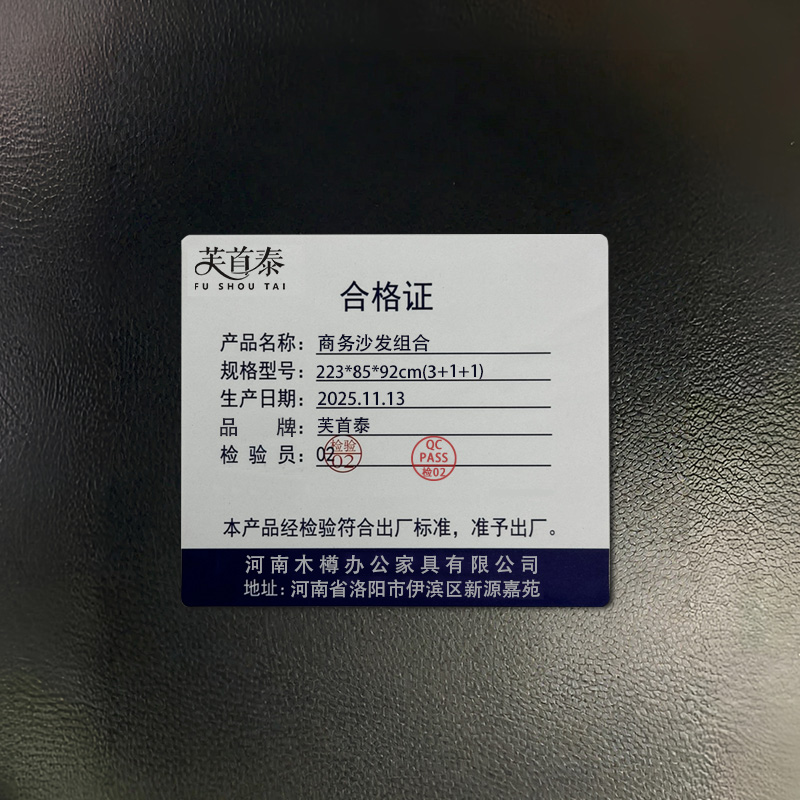 芙首泰
FU SHOU TAI
合格证
产品名称：商务沙发组合
规格型号：223*85*92cm(3+1+1)
生产日期：2025.11.13
品　　牌：芙首泰
检 验 员：02
检验
02
QC
PASS
检02
本产品经检验符合出厂标准，准予出厂。
河南木樽办公家具有限公司
地址：河南省洛阳市伊滨区新源嘉苑